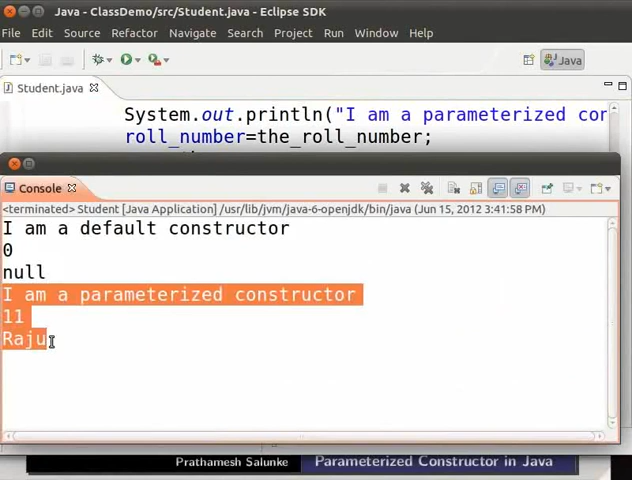 Java - ClassDemo/src/Student.java - Eclipse SDK
File Edit Source Refactor Navigate Search Project Run Window Help
Java
Student.java
System.out.println("I am a parameterized con
roll_number=the_roll_number;
Console
<terminated> Student [Java Application] /usr/lib/jvm/java-6-openjdk/bin/java (Jun 15, 2012 3:41:58 PM)
I am a default constructor
0
null
I am a parameterized constructor
11
Raju
Prathamesh Salunke Parameterized Constructor in Java